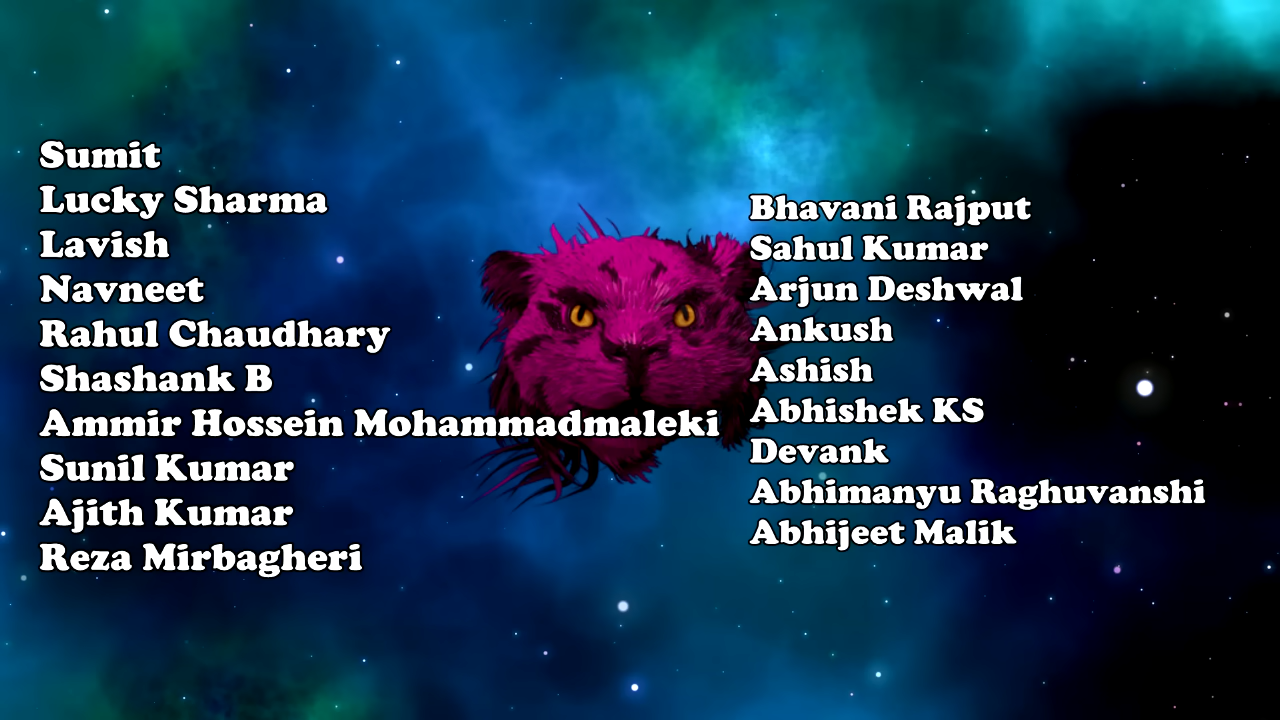 Sumit
Lucky Sharma
Lavish
Navneet
Rahul Chaudhary
Shashank B
Ammir Hossein Mohammadmaleki
Sunil Kumar
Ajith Kumar
Reza Mirbagheri
Bhavani Rajput
Sahul Kumar
Arjun Deshwal
Ankush
Ashish
Abhishek KS
Devank
Abhimanyu Raghuvanshi
Abhijeet Malik